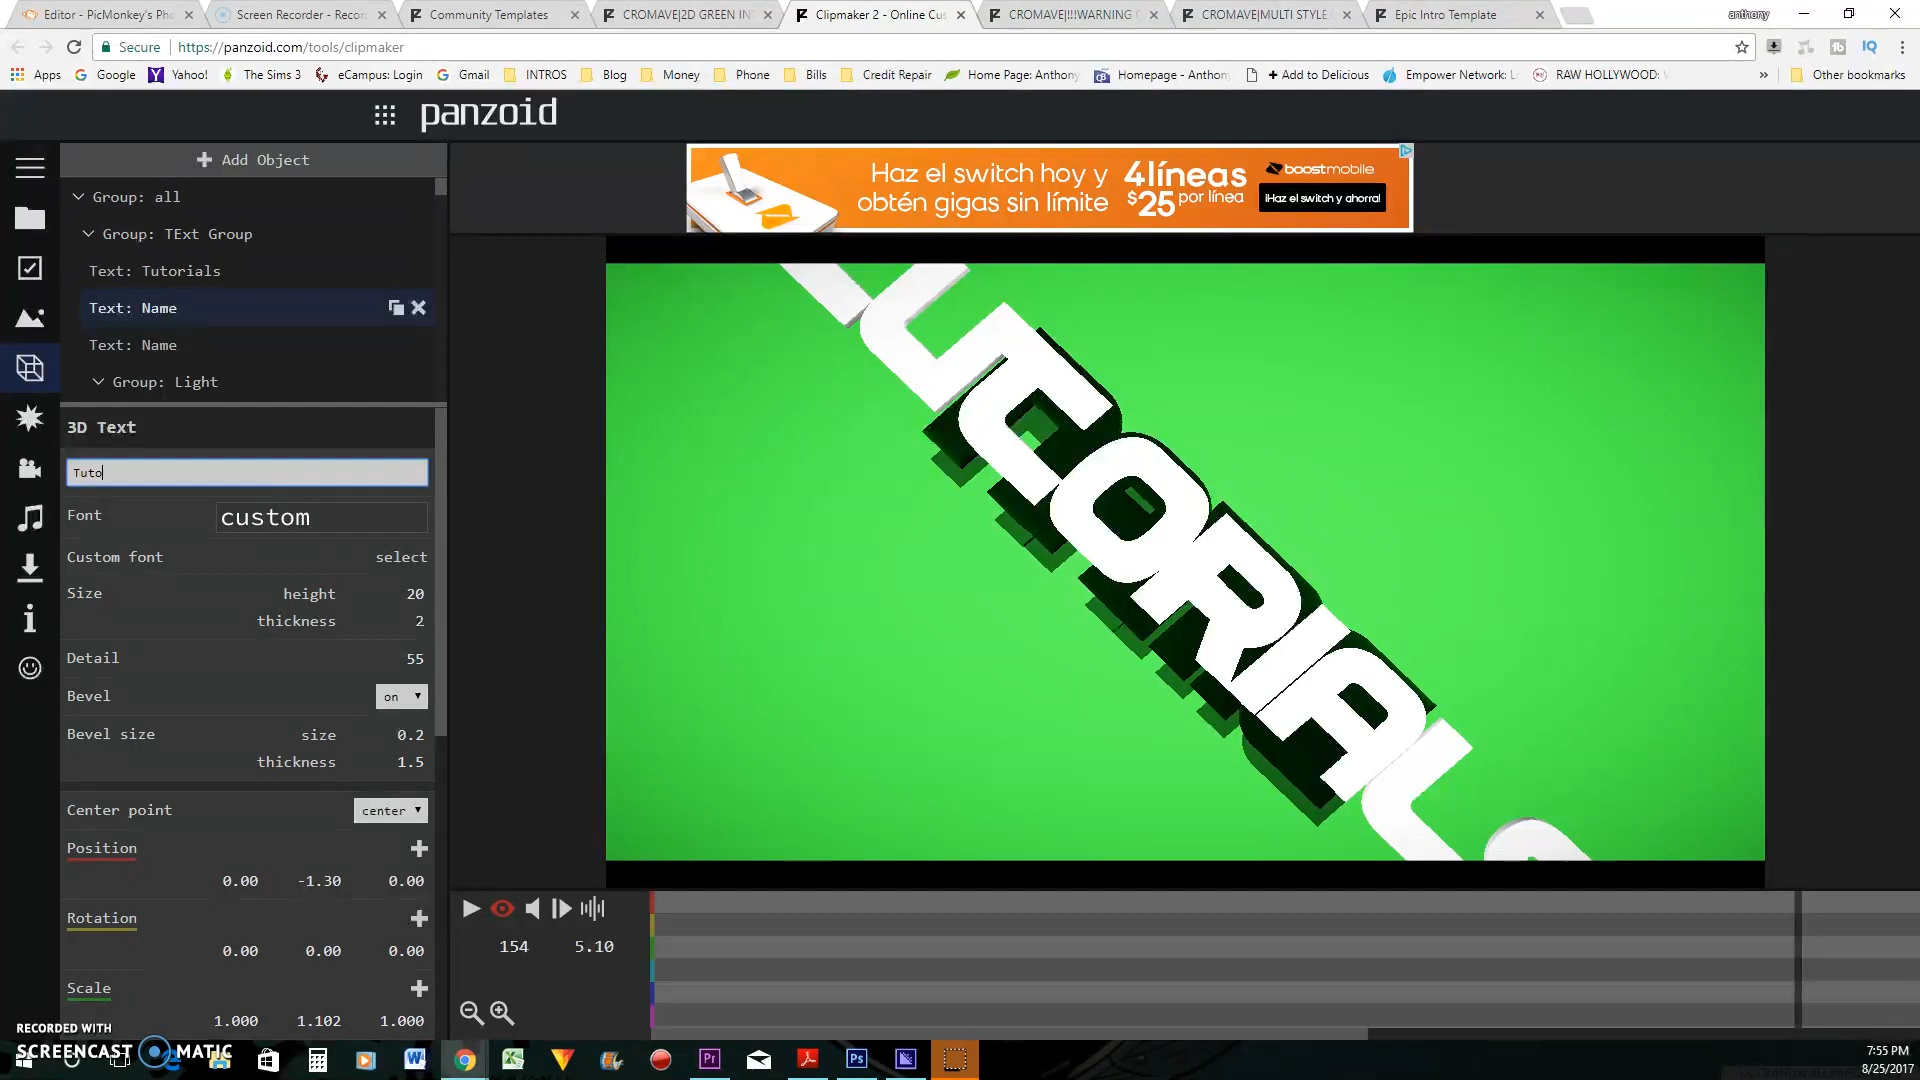 Editor - PicMonkey's Pho
Screen Recorder - Record
Community Templates
CROMAVE|2D GREEN IN
Clipmaker 2 - Online Cus
CROMAVE|!!!WARNING
CROMAVE|MULTI STYLE
Epic Intro Template
anthony
Secure
https://panzoid.com/tools/clipmaker
Apps
Google
Yahoo!
The Sims 3
eCampus: Login
Gmail
INTROS
Blog
Money
Phone
Bills
Credit Repair
Home Page: Anthony
Homepage - Anthony
+ Add to Delicious
Empower Network:
RAW HOLLYWOOD:
Other bookmarks
panzoid
Add Object
Haz el switch hoy y
obtén gigas sin límite
4líneas
$25 por línea
boostmobile
¡Haz el switch y ahorra!
Group: all
Group: TExt Group
Text: Tutorials
Text: Name
Text: Name
Group: Light
3D Text
Tuto
Font
custom
Custom font
select
Size
height
20
thickness
2
Detail
55
Bevel
on
Bevel size
size
0.2
thickness
1.5
Center point
center
Position
0.00
-1.30
0.00
Rotation
0.00
0.00
0.00
Scale
1.000
1.102
1.000
154
5.10
RECORDED WITH
SCREENCAST MATIC
7:55 PM
8/25/2017